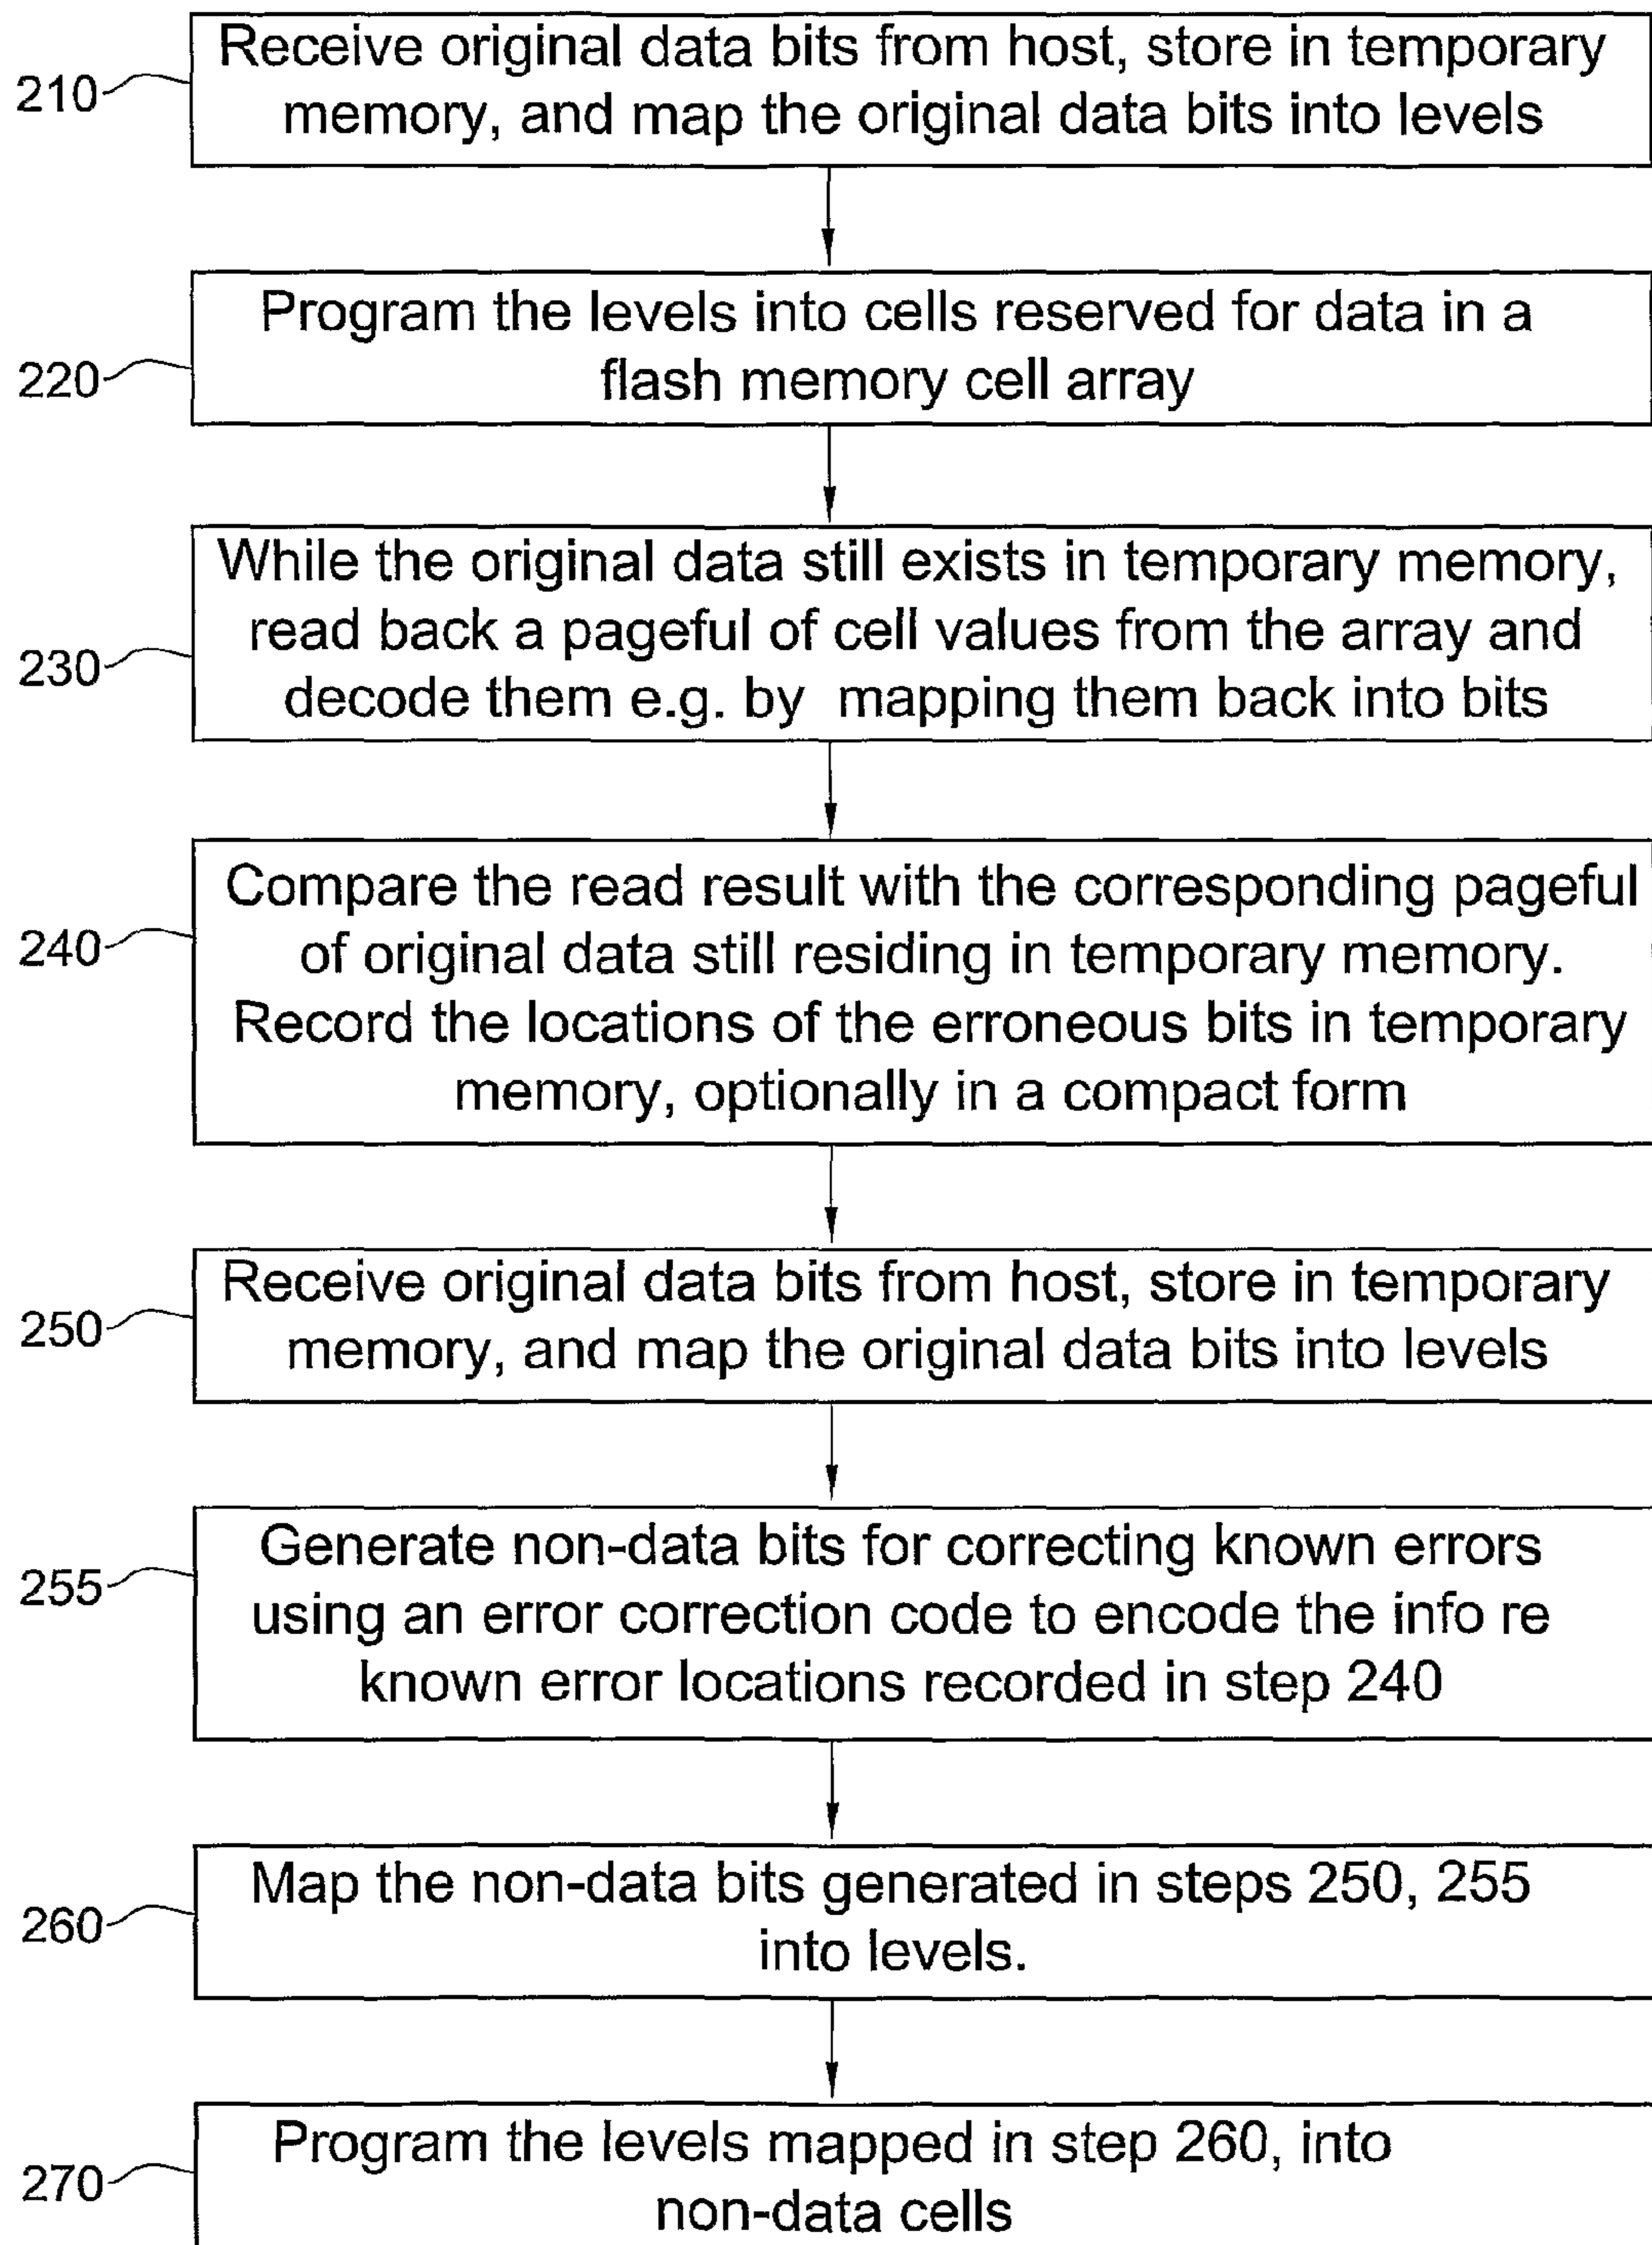 210
Receive original data bits from host, store in temporary
memory, and map the original data bits into levels
220
Program the levels into cells reserved for data in a
flash memory cell array
230
While the original data still exists in temporary memory,
read back a pageful of cell values from the array and
decode them e.g. by mapping them back into bits
240
Compare the read result with the corresponding pageful
of original data still residing in temporary memory.
Record the locations of the erroneous bits in temporary
memory, optionally in a compact form
250
Receive original data bits from host, store in temporary
memory, and map the original data bits into levels
255
Generate non-data bits for correcting known errors
using an error correction code to encode the info re
known error locations recorded in step 240
260
Map the non-data bits generated in steps 250, 255
into levels.
270
Program the levels mapped in step 260, into
non-data cells